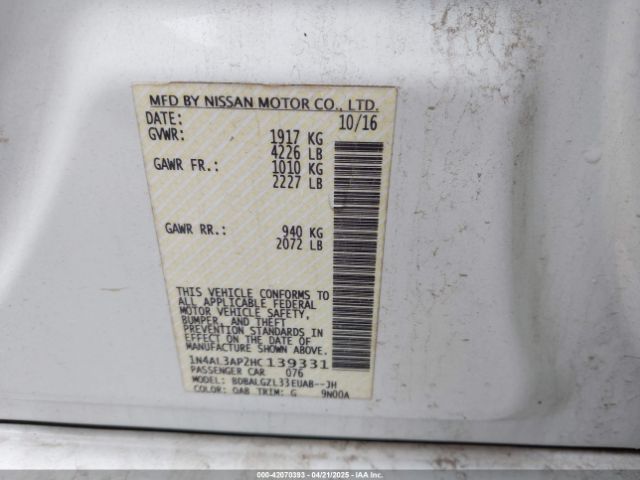 MFD BY NISSAN MOTOR CO., LTD.
DATE: 10/16
GVWR: 1917 KG
4226 LB
GAWR FR.: 1010 KG
2227 LB
GAWR RR.: 940 KG
2072 LB
THIS VEHICLE CONFORMS TO
ALL APPLICABLE FEDERAL
MOTOR VEHICLE SAFETY,
BUMPER, AND THEFT
PREVENTION STANDARDS
IN EFFECT ON THE DATE OF
MANUFACTURE SHOWN ABOVE.
1N4AL3AP2HC139331
PASSENGER CAR 076
MODEL: BDBALGZL33EUAB--JH
COLOR: QAB TRIM: G 9N00A
000-42070393 - 04/21/2025 - IAAI.COM